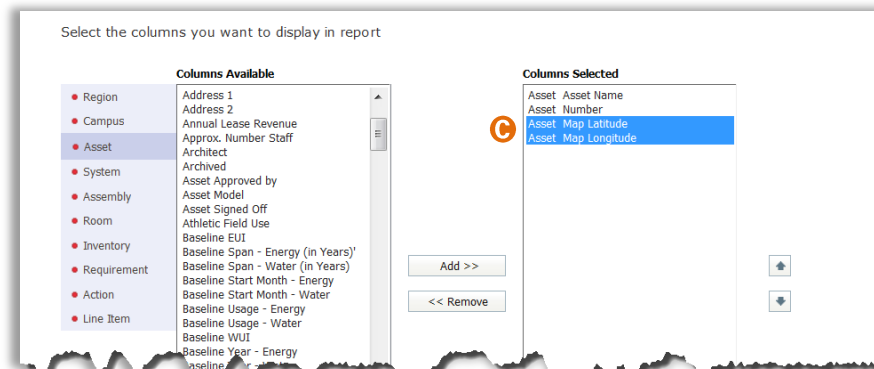 Select the columns you want to display in report
Columns Available
Columns Selected
Region
Campus
Asset
System
Assembly
Room
Inventory
Requirement
Action
Line Item
Address 1
Address 2
Annual Lease Revenue
Approx. Number Staff
Architect
Archived
Asset Approved by
Asset Model
Asset Signed Off
Athletic Field Use
Baseline EUI
Baseline Span - Energy (in Years)'
Baseline Span - Water (in Years)
Baseline Start Month - Energy
Baseline Start Month - Water
Baseline Usage - Energy
Baseline Usage - Water
Baseline WUI
Baseline Year - Energy
Add >>
<< Remove
C
Asset Asset Name
Asset Number
Asset Map Latitude
Asset Map Longitude